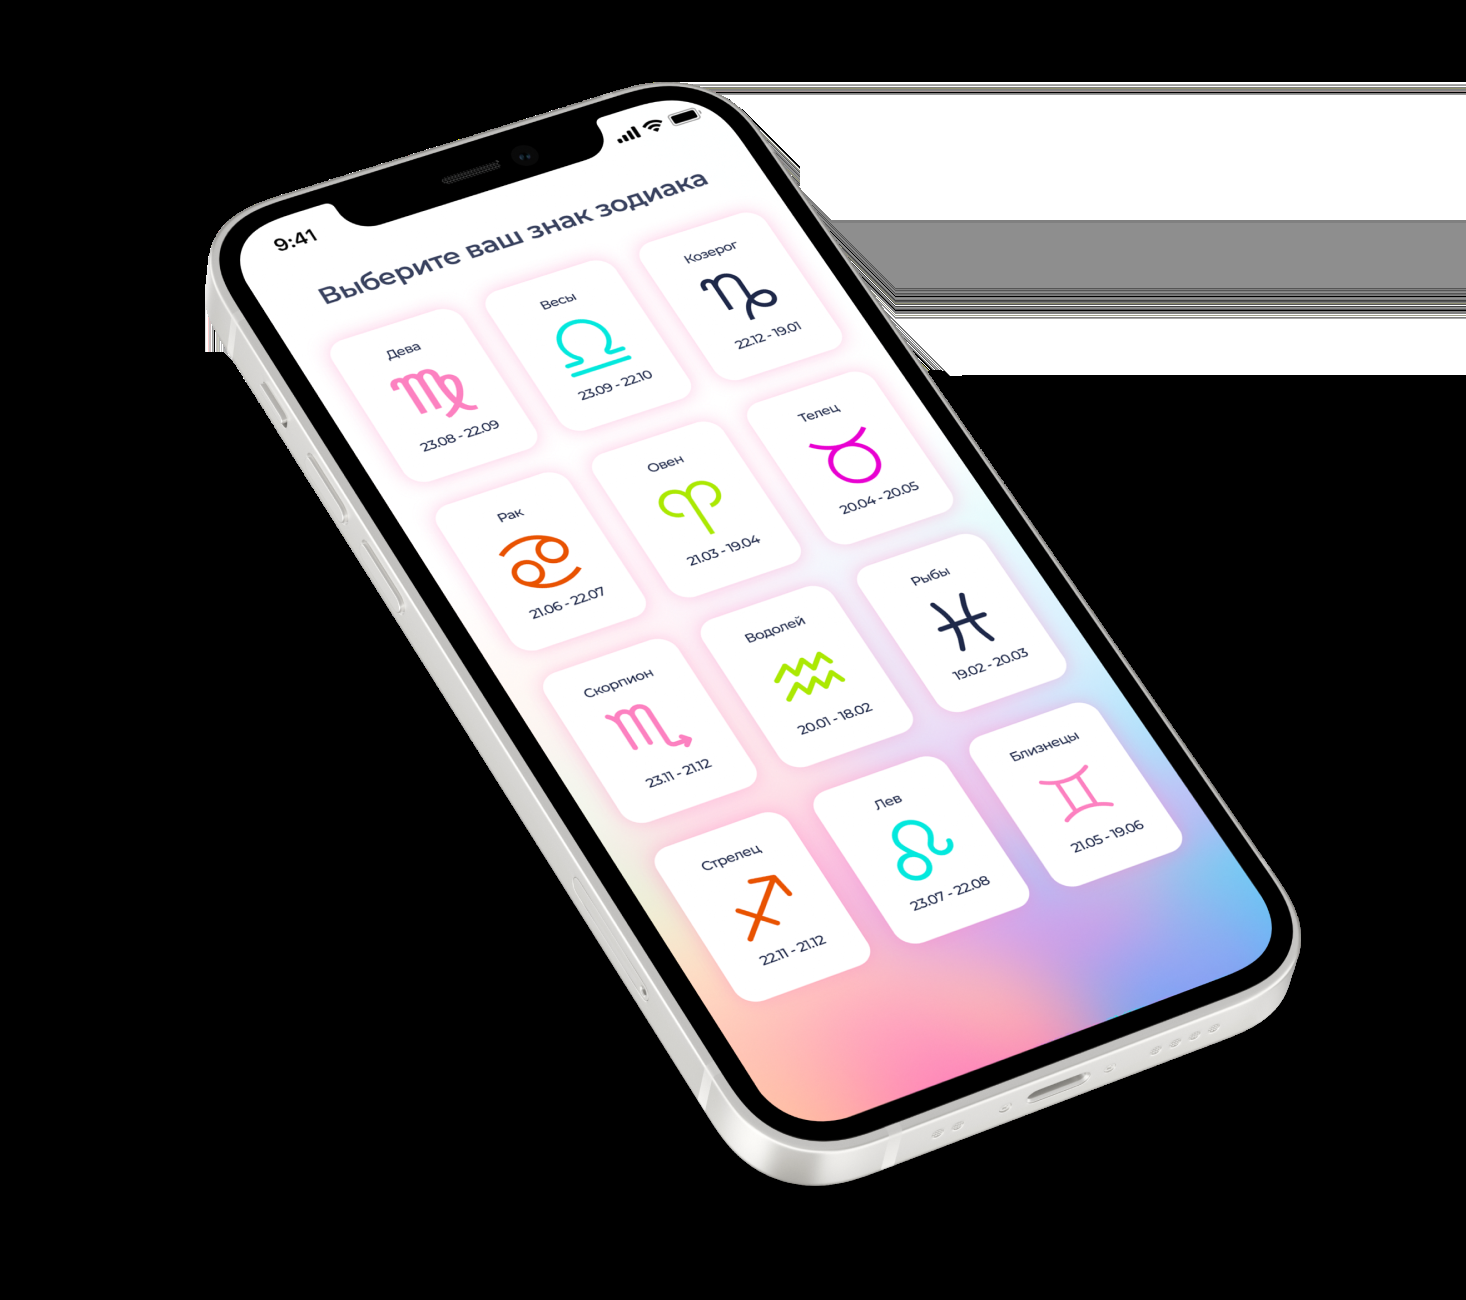 9:41
Выберите ваш знак зодиака
Дева
23.08 - 22.09
Весы
23.09 - 22.10
Козерог
22.12 - 19.01
Рак
21.06 - 22.07
Овен
21.03 - 19.04
Телец
20.04 - 20.05
Скорпион
23.11 - 21.12
Водолей
20.01 - 18.02
Рыбы
19.02 - 20.03
Стрелец
22.11 - 21.12
Лев
23.07 - 22.08
Близнецы
21.05 - 19.06